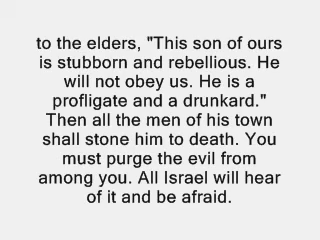 to the elders, "This son of ours
is stubborn and rebellious. He
will not obey us. He is a
profligate and a drunkard."
Then all the men of his town
shall stone him to death. You
must purge the evil from
among you. All Israel will hear
of it and be afraid.